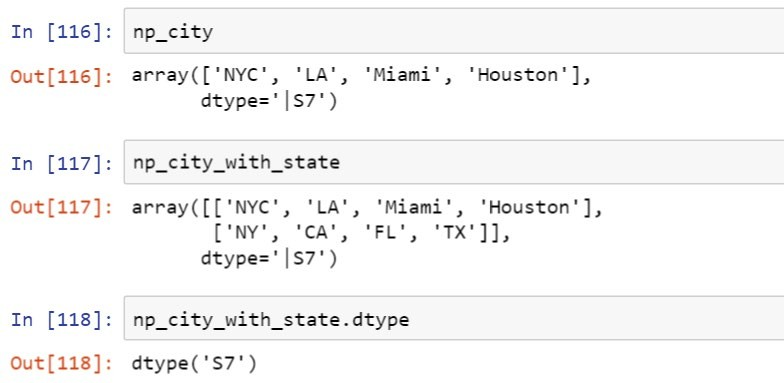 In [116]: np_city
Out[116]: array(['NYC', 'LA', 'Miami', 'Houston'],
dtype='|S7')
In [117]: np_city_with_state
Out[117]: array([['NYC', 'LA', 'Miami', 'Houston'],
['NY', 'CA', 'FL', 'TX']],
dtype='|S7')
In [118]: np_city_with_state.dtype
Out[118]: dtype('S7')